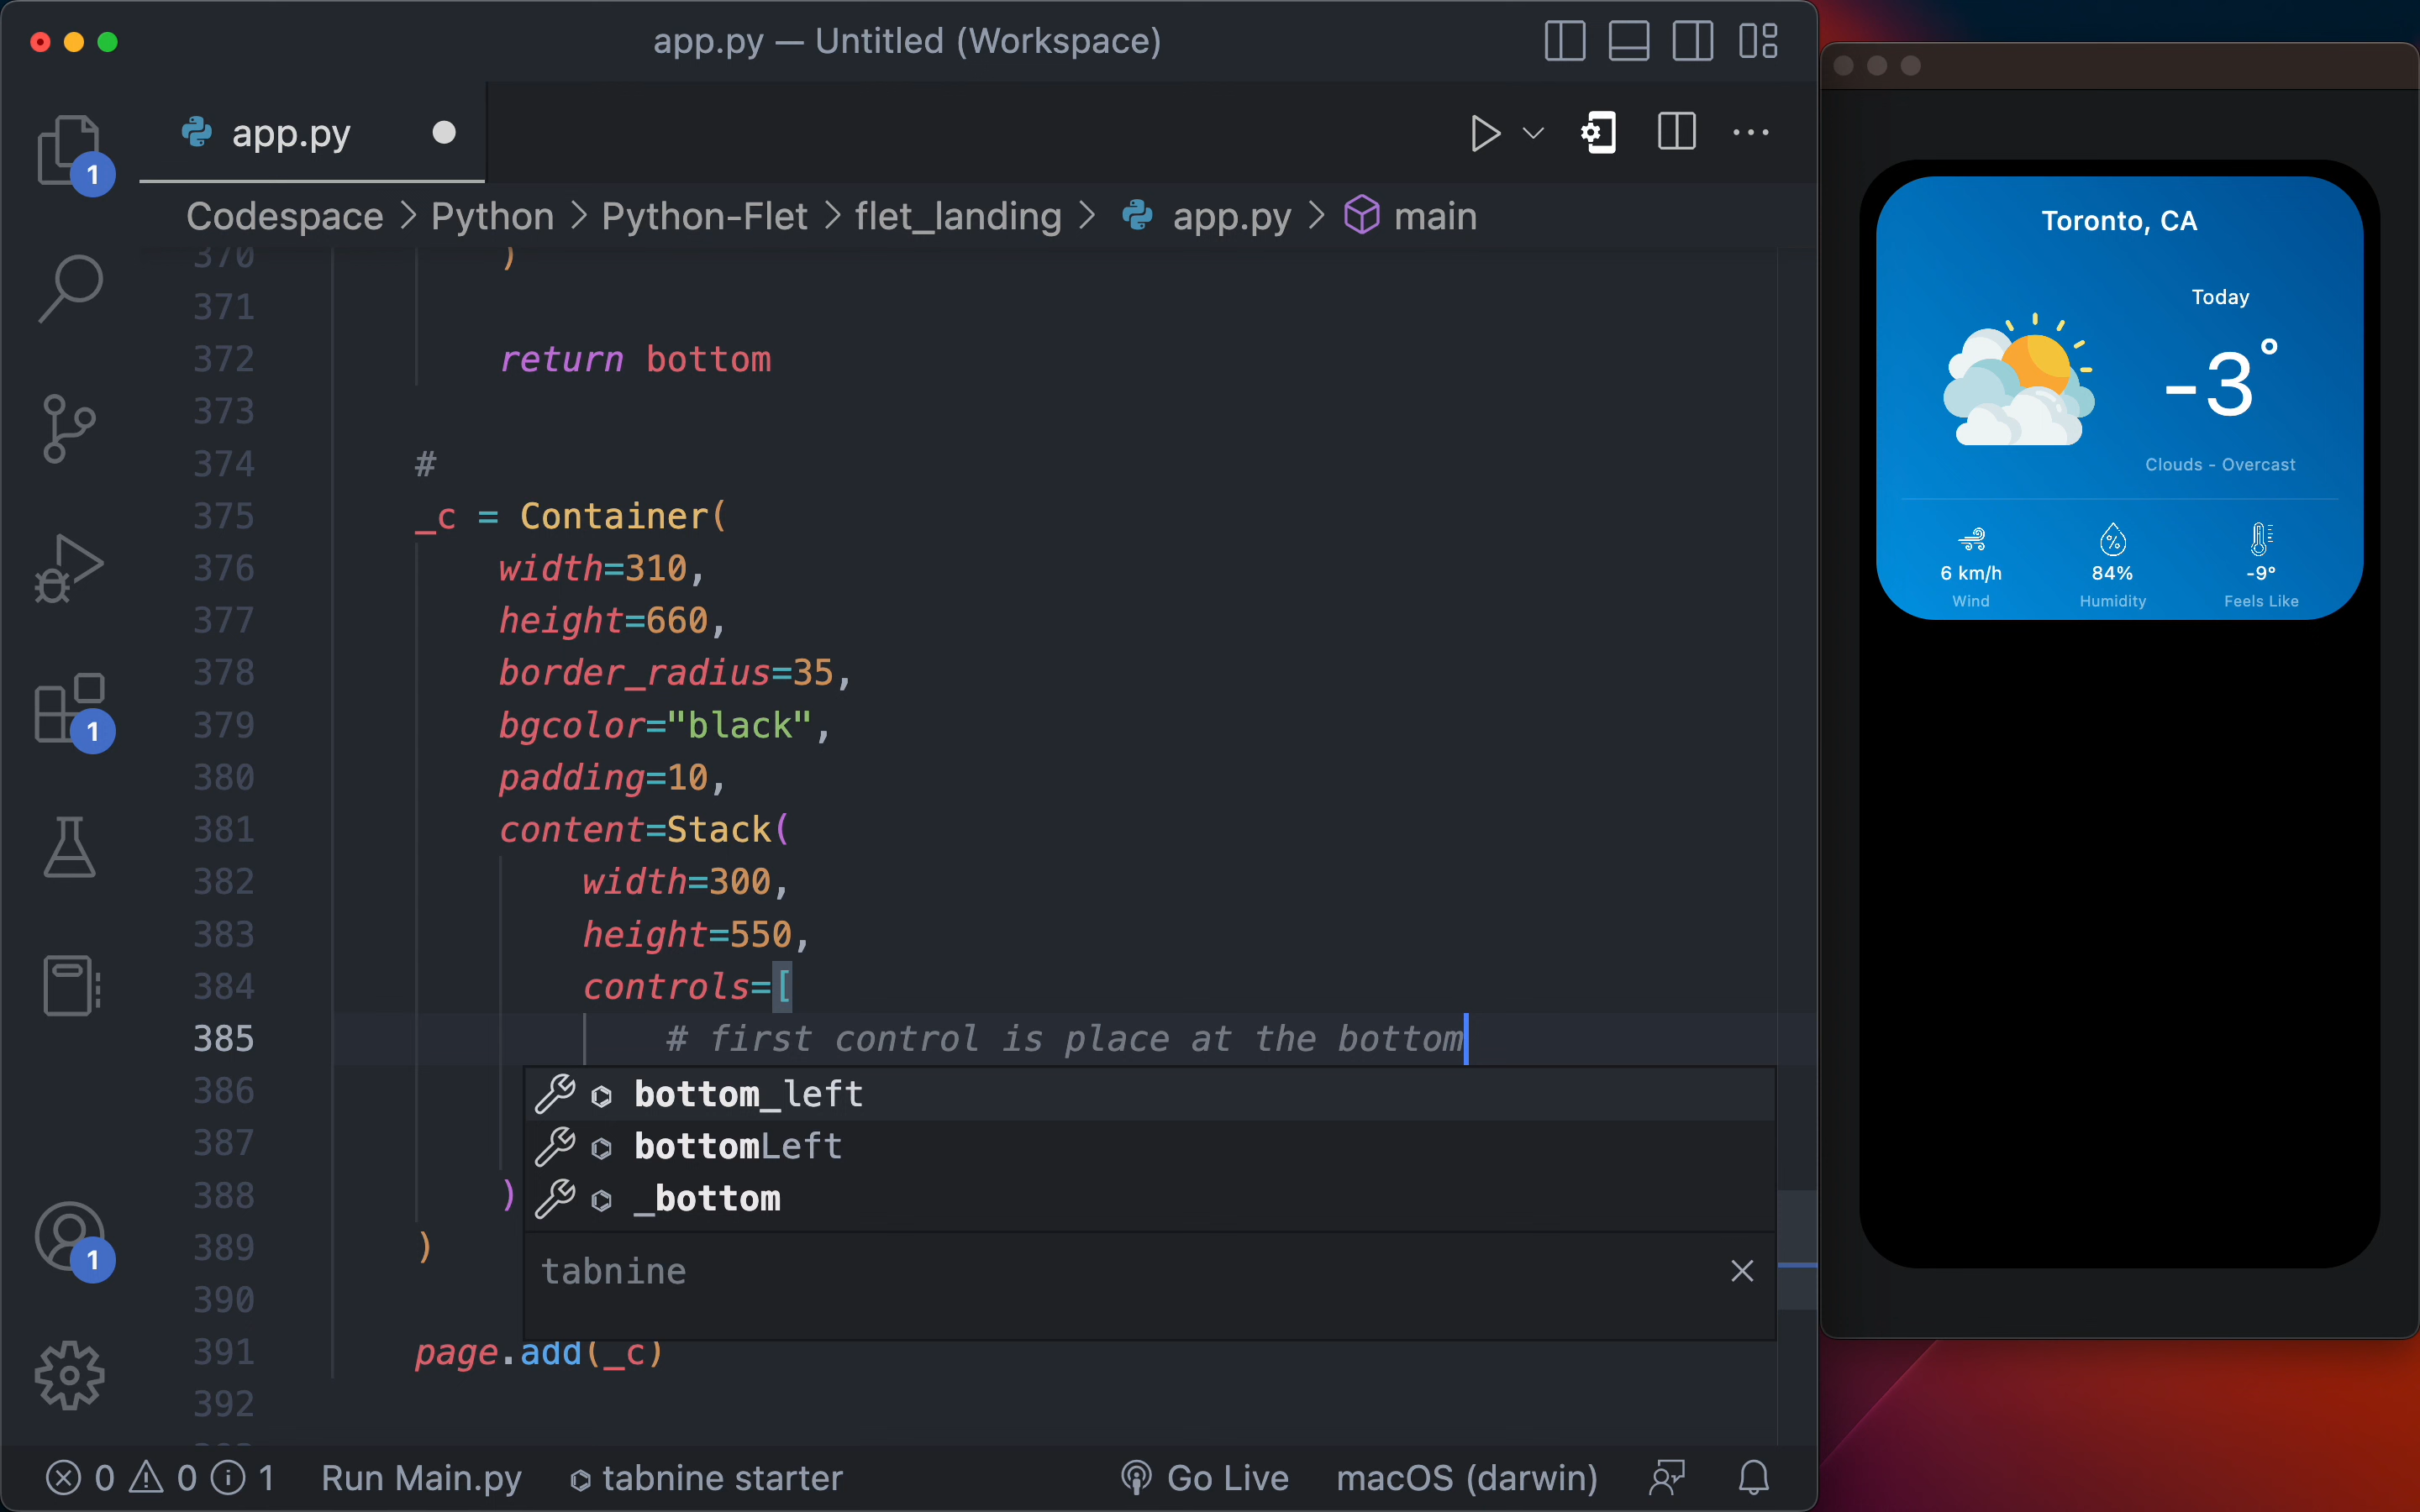 app.py — Untitled (Workspace)
app.py
Codespace > Python > Python-Flet > flet_landing > app.py > main
370 )
371
372 return bottom
373
374 #
375 _c = Container(
376 width=310,
377 height=660,
378 border_radius=35,
379 bgcolor="black",
380 padding=10,
381 content=Stack(
382 width=300,
383 height=550,
384 controls=[
385 # first control is place at the bottom
386
387
388 )
389 )
390
391 page.add(_c)
392
bottom_left
bottomLeft
_bottom
tabnine
1
1
1
0 0 1 Run Main.py tabnine starter Go Live macOS (darwin)
Toronto, CA
Today
-3°
Clouds - Overcast
6 km/h 84% -9°
Wind Humidity Feels Like